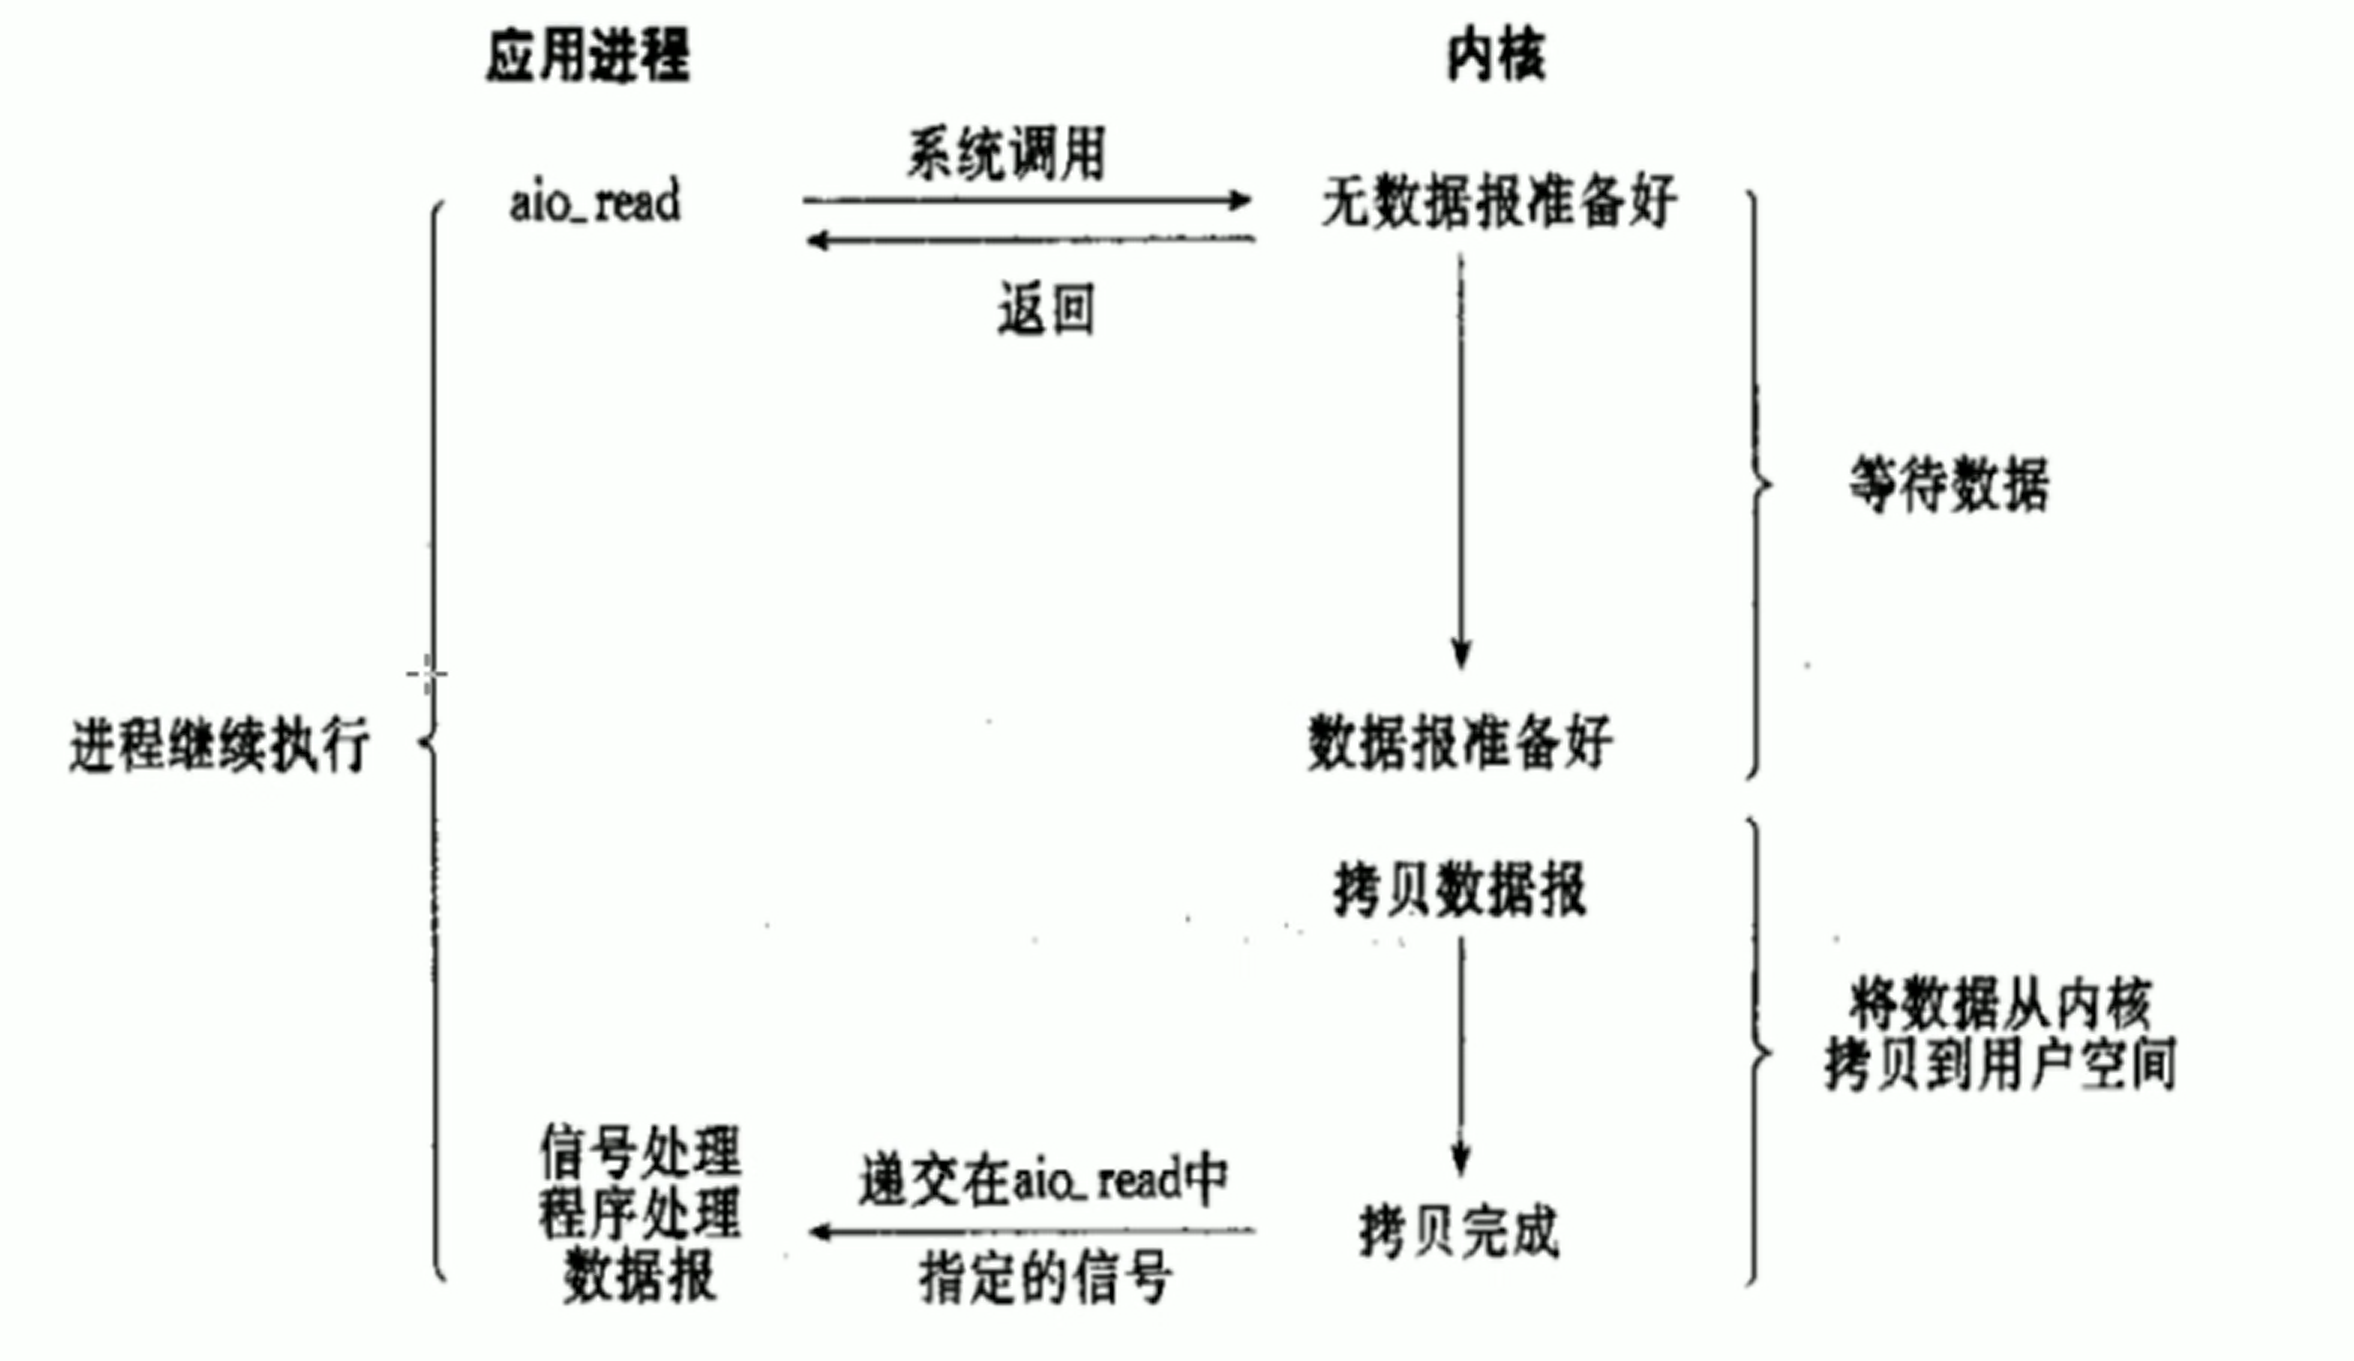 应用进程
内核
系统调用
aio_read
无数据报准备好
返回
等待数据
进程继续执行
数据报准备好
拷贝数据报
将数据从内核
拷贝到用户空间
信号处理
程序处理
数据报
递交在aio_read中
指定的信号
拷贝完成